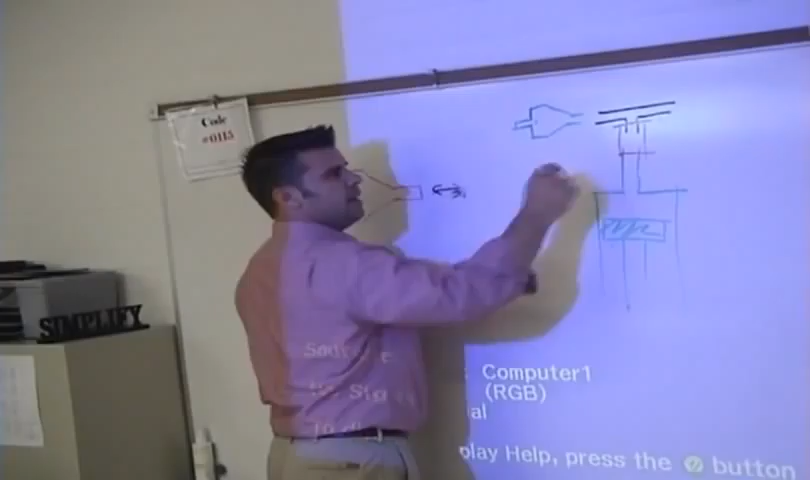 Code
#0115
SIMPLIFY
: Computer1
(RGB)
al
play Help, press the button